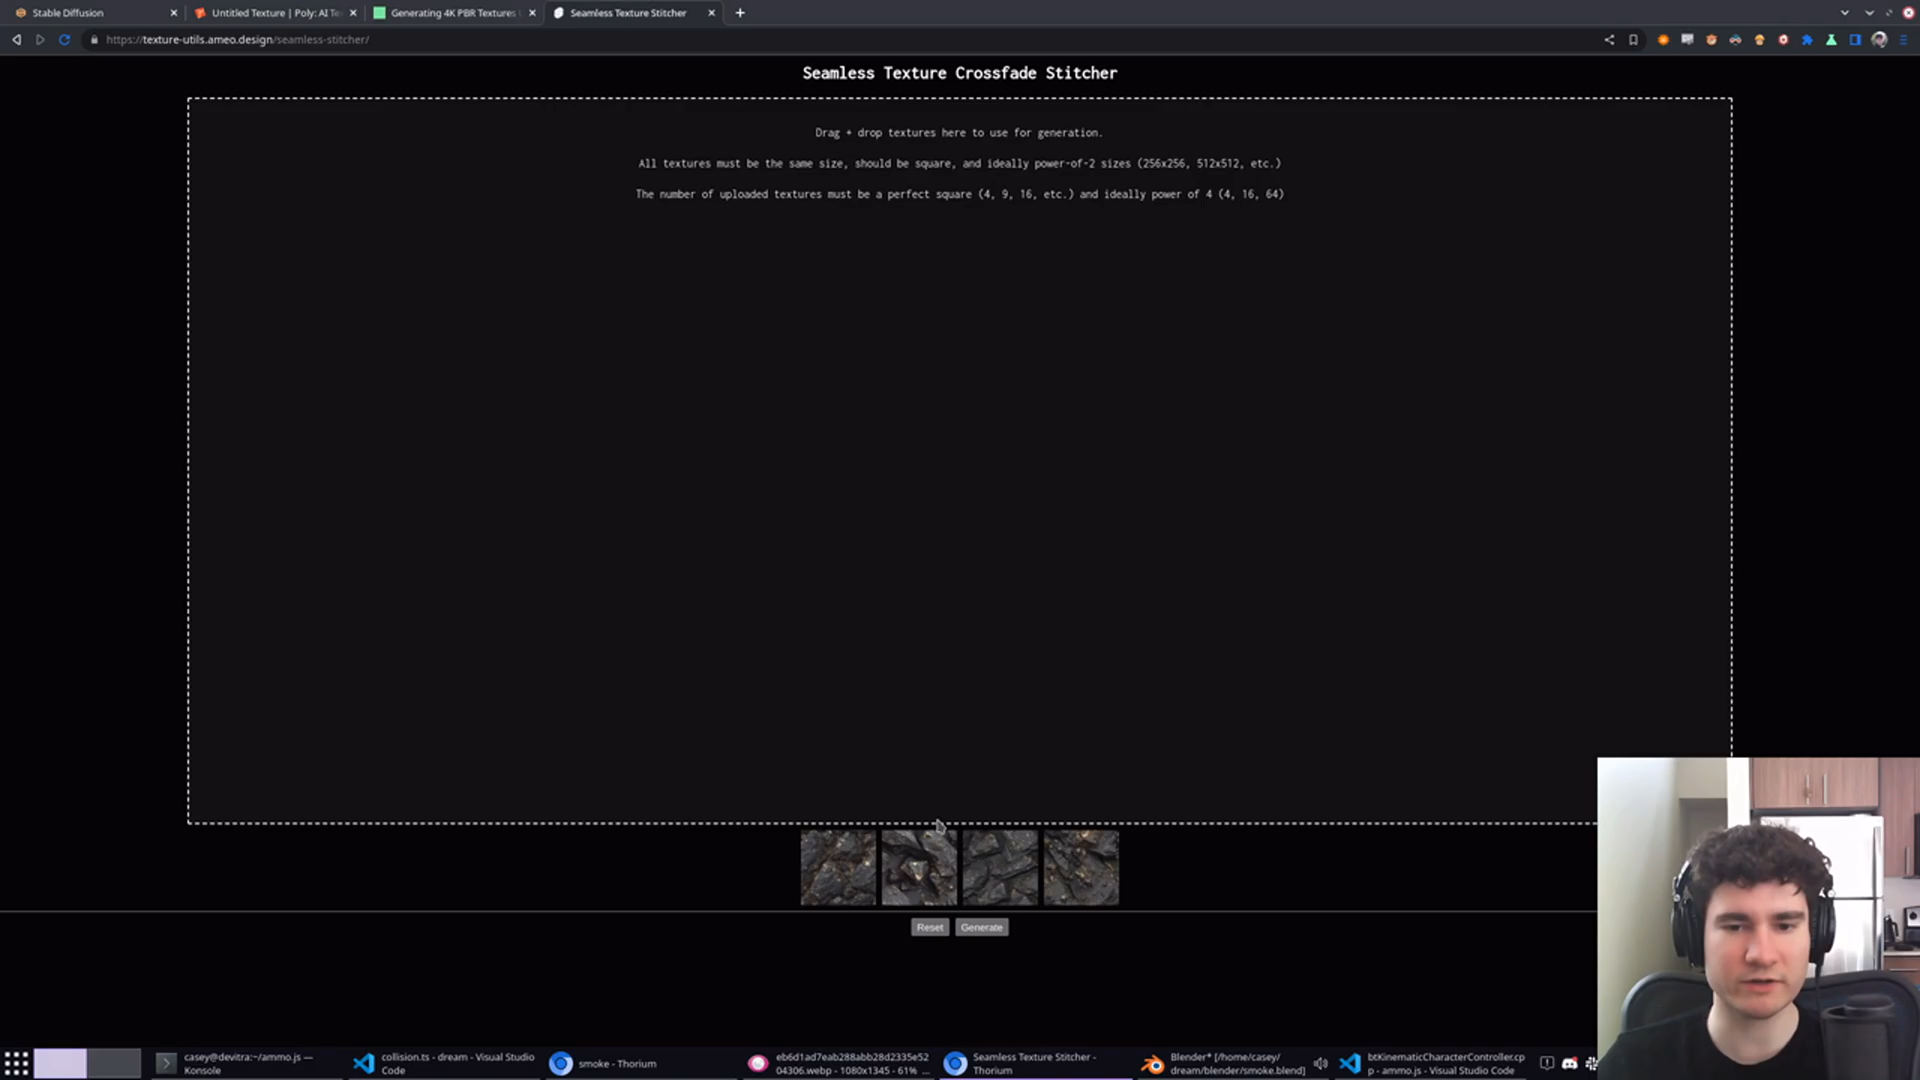 Stable Diffusion
Untitled Texture | Poly: AI Te
Generating 4K PBR Textures
Seamless Texture Stitcher
https://texture-utils.ameo.design/seamless-stitcher/
Seamless Texture Crossfade Stitcher
Drag + drop textures here to use for generation.
All textures must be the same size, should be square, and ideally power-of-2 sizes (256x256, 512x512, etc.)
The number of uploaded textures must be a perfect square (4, 9, 16, etc.) and ideally power of 4 (4, 16, 64)
Reset
Generate
casey@devitra:~/ammo.js —
Konsole
collision.ts - dream - Visual Studio
Code
smoke - Thorium
eb6d1ad7eab288abb28d2335e52
04306.webp - 1080x1345 - 61% ...
Seamless Texture Stitcher -
Thorium
Blender* [/home/casey/
dream/blender/smoke.blend]
btKinematicCharacterController.cp
p - ammo.js - Visual Studio Code